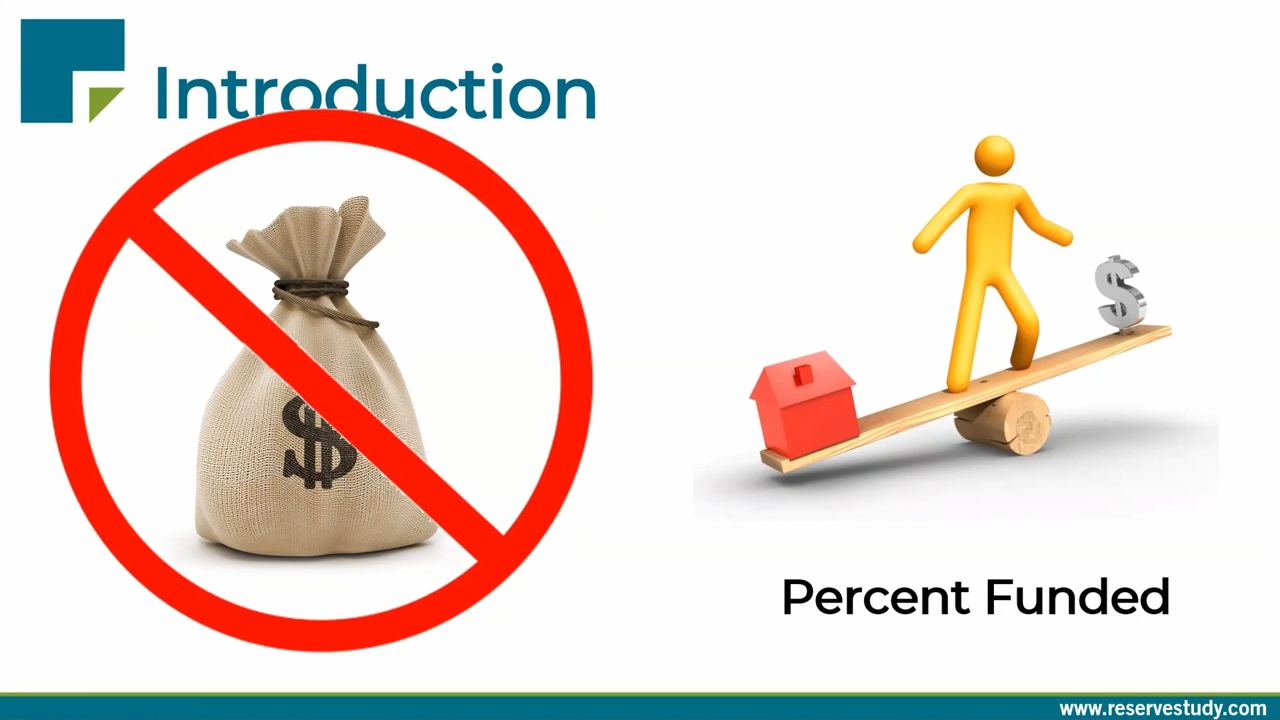 Introduction
$
$
Percent Funded
www.reservestudy.com